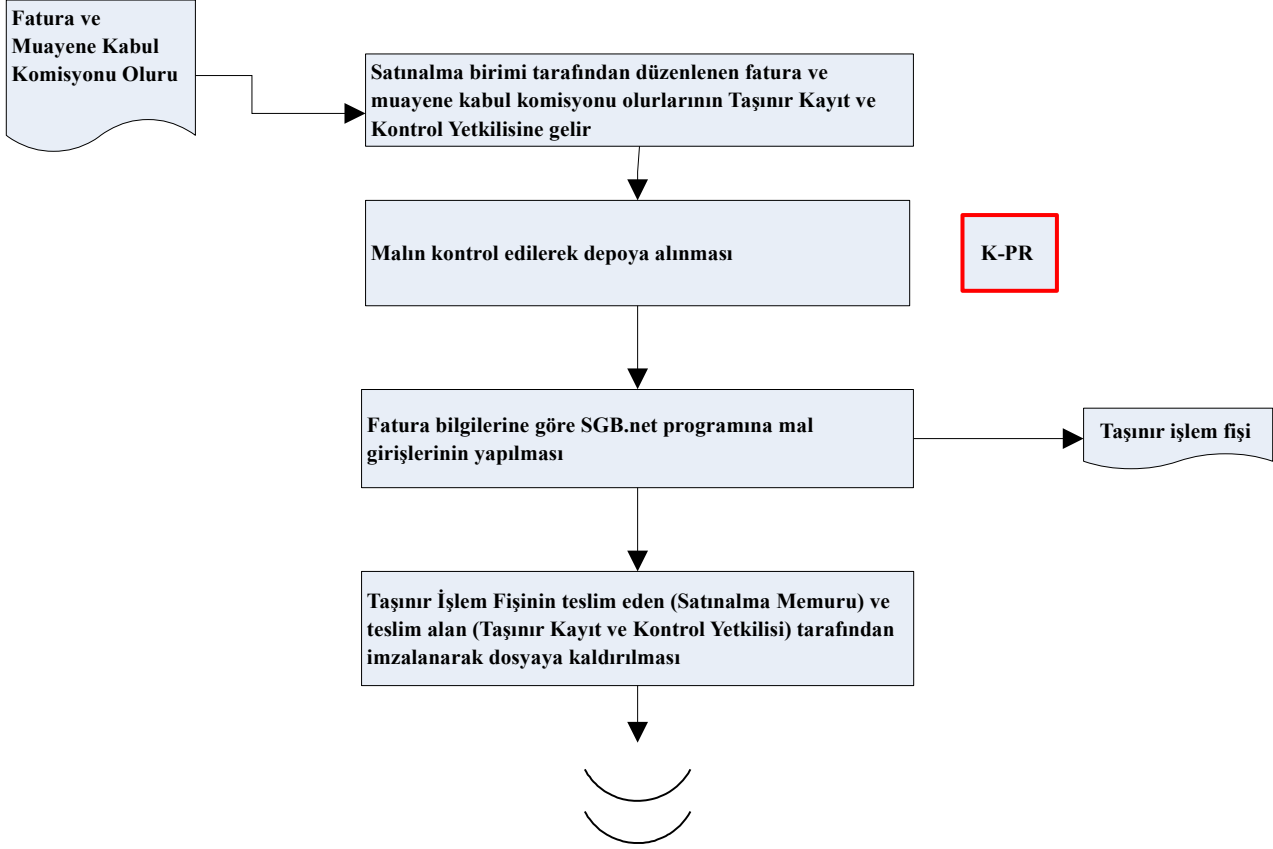 Fatura ve
Muayene Kabul
Komisyonu Oluru
Satınalma birimi tarafından düzenlenen fatura ve
muayene kabul komisyonu olurlarının Taşınır Kayıt ve
Kontrol Yetkilisine gelir
Malın kontrol edilerek depoya alınması
K-PR
Fatura bilgilerine göre SGB.net programına mal
girişlerinin yapılması
Taşınır işlem fişi
Taşınır İşlem Fişinin teslim eden (Satınalma Memuru) ve
teslim alan (Taşınır Kayıt ve Kontrol Yetkilisi) tarafından
imzalanarak dosyaya kaldırılması